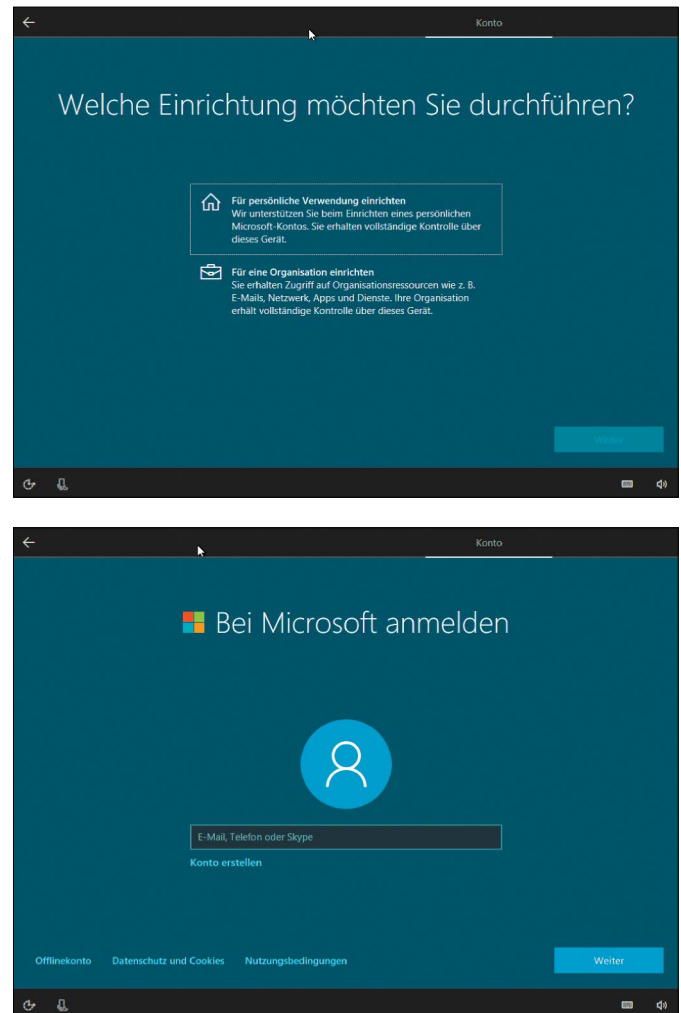 Konto
Welche Einrichtung möchten Sie durchführen?
Für persönliche Verwendung einrichten
Wir unterstützen Sie beim Einrichten eines persönlichen
Microsoft-Kontos. Sie erhalten vollständige Kontrolle über
dieses Gerät.
Für eine Organisation einrichten
Sie erhalten Zugriff auf Organisationsressourcen wie z. B.
E-Mails, Netzwerk, Apps und Dienste. Ihre Organisation
erhält vollständige Kontrolle über dieses Gerät.
Weiter
Konto
Bei Microsoft anmelden
E-Mail, Telefon oder Skype
Konto erstellen
Offlinekonto Datenschutz und Cookies Nutzungsbedingungen Weiter